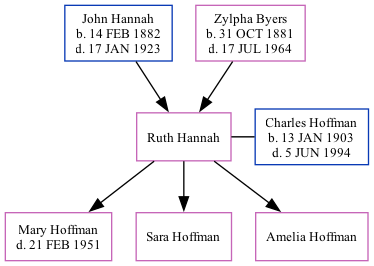 John Hannah
b. 14 FEB 1882
d. 17 JAN 1923
Zylpha Byers
b. 31 OCT 1881
d. 17 JUL 1964
Ruth Hannah
Charles Hoffman
b. 13 JAN 1903
d. 5 JUN 1994
Mary Hoffman
d. 21 FEB 1951
Sara Hoffman
Amelia Hoffman